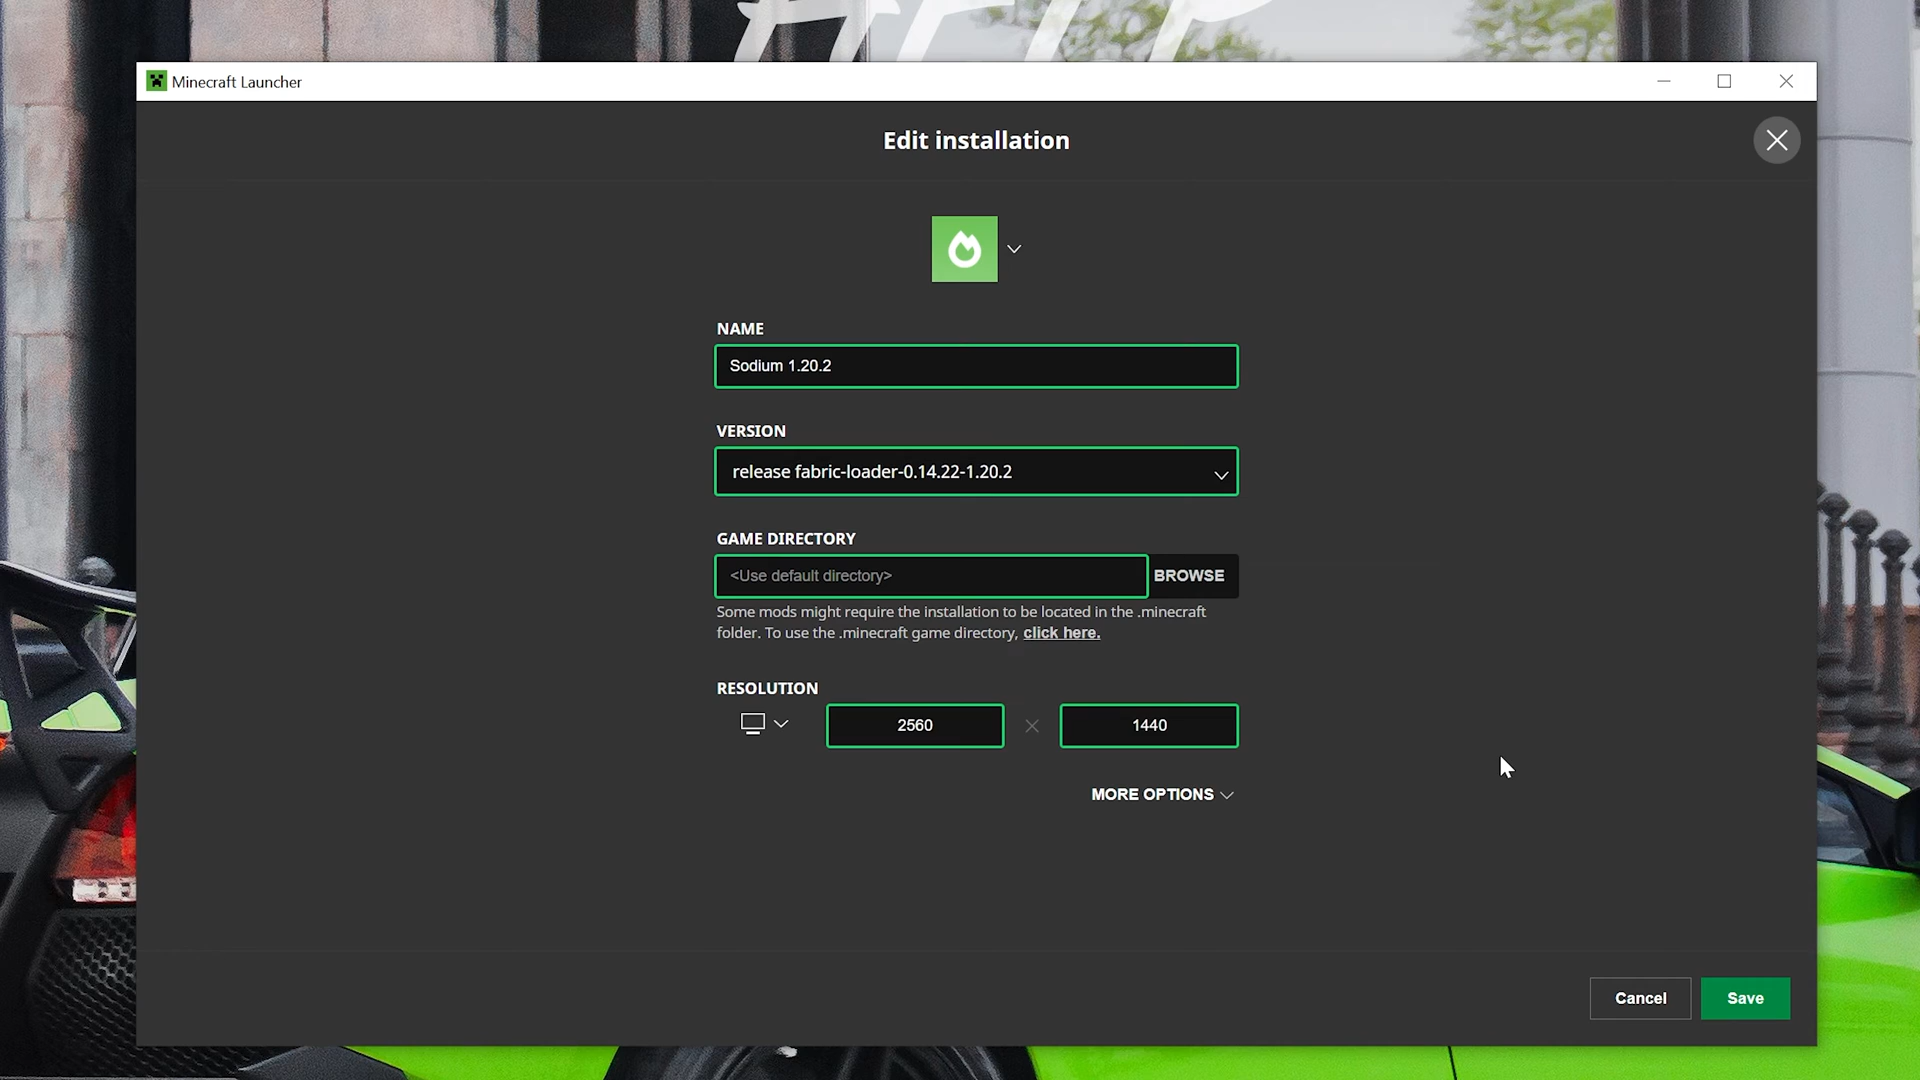 Minecraft Launcher
Edit installation
NAME
Sodium 1.20.2
VERSION
release fabric-loader-0.14.22-1.20.2
GAME DIRECTORY
<Use default directory>
BROWSE
Some mods might require the installation to be located in the .minecraft
folder. To use the .minecraft game directory, click here.
RESOLUTION
2560
1440
MORE OPTIONS
Cancel
Save